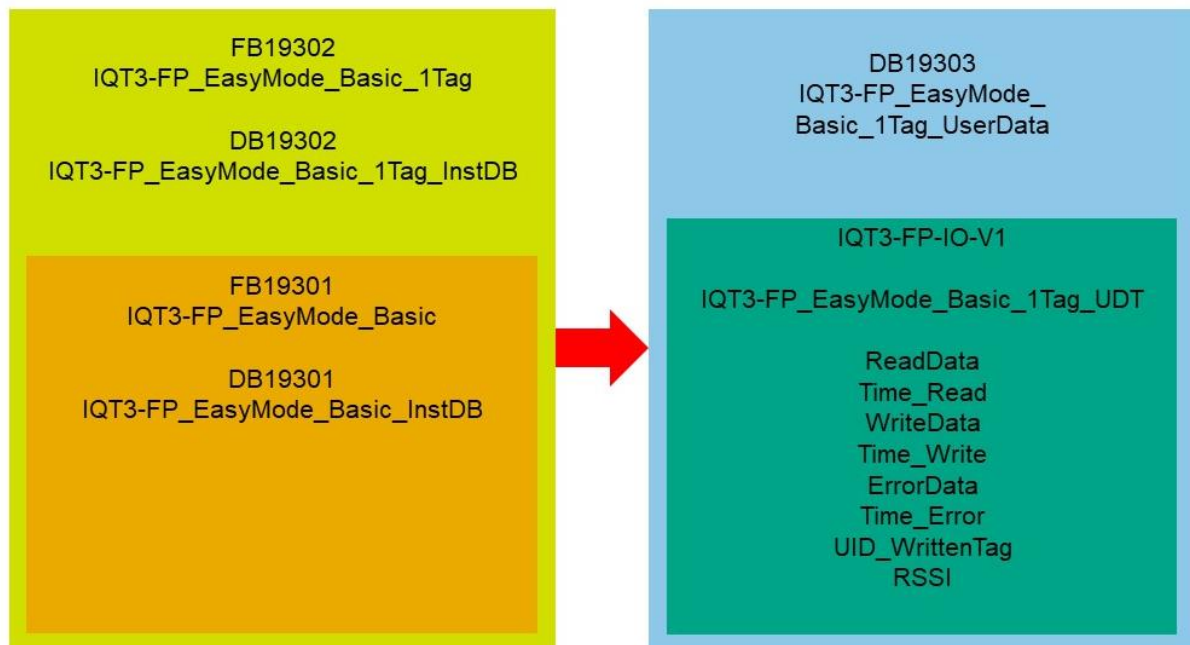 FB19302
IQT3-FP_EasyMode_Basic_1Tag
DB19302
IQT3-FP_EasyMode_Basic_1Tag_InstDB
FB19301
IQT3-FP_EasyMode_Basic
DB19301
IQT3-FP_EasyMode_Basic_InstDB
DB19303
IQT3-FP_EasyMode_
Basic_1Tag_UserData
IQT3-FP-IO-V1
IQT3-FP_EasyMode_Basic_1Tag_UDT
ReadData
Time_Read
WriteData
Time_Write
ErrorData
Time_Error
UID_WrittenTag
RSSI